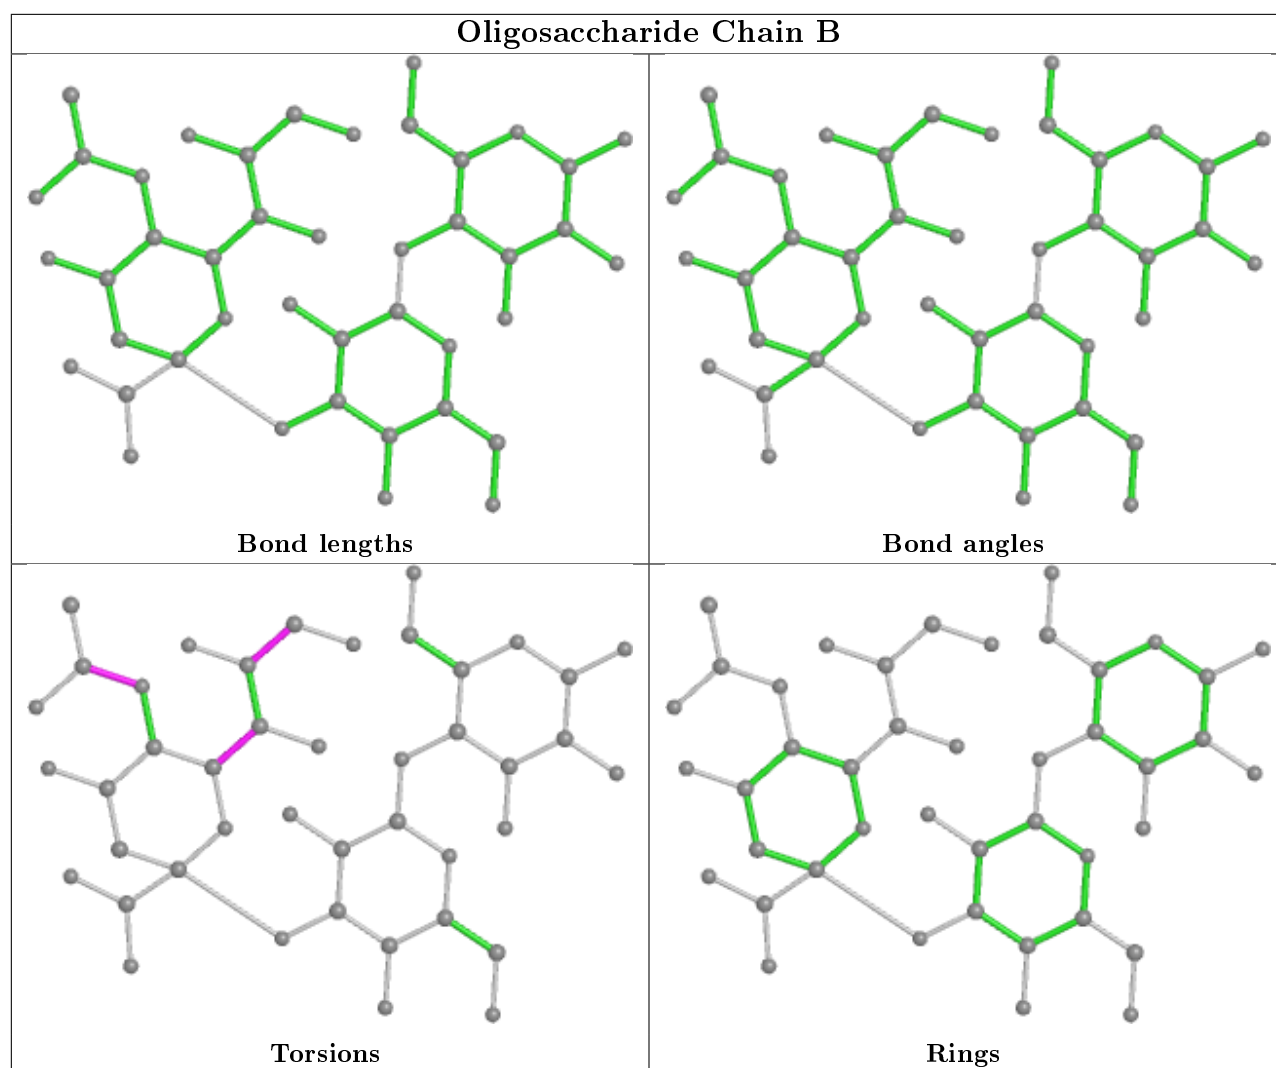 Oligosaccharide Chain B
Bond lengths
Bond angles
Torsions
Rings